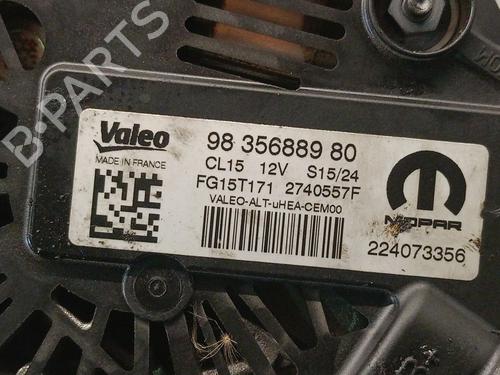 B-PARTS
Valeo
MADE IN FRANCE
98 356889 80
CL15 12V S15/24
FG15T171 2740557F
VALEO-ALT-uHEA-CEM00
MOPAR
224073356